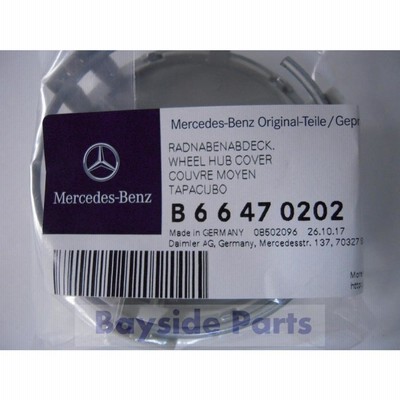 Mercedes-Benz Original-Teile/Gepr
RADNABENABDECK.
WHEEL HUB COVER
COUVRE MOYEN
TAPACUBO
Mercedes-Benz
B 6 6 47 0202
Made in GERMANY 08502096 26.10.17
Daimler AG, Germany, Mercedesstr. 137, 70327
Bayside Parts